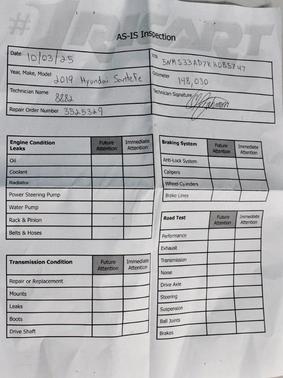 AS-IS Inspection
Date: 10/03/25
VIN
Year, Make, Model 2019 Hyundai Santa Fe
Odometer 148,030
Technician Name 8882
Technician Signature
Repair Order Number 3525329
Engine Condition Leaks Future Attention Immediate Attention
Oil
Coolant
Radiator
Power Steering Pump
Water Pump
Rack & Pinion
Belts & Hoses
Transmission Condition Future Attention Immediate Attention
Repair or Replacement
Mounts
Leaks
Boots
Drive Shaft
Braking System Future Attention Immediate Attention
Anti-Lock System
Calipers
Wheel Cylinders
Brake Lines
Road Test Future Attention Immediate Attention
Performance
Exhaust
Transmission
Noise
Drive Axle
Steering
Suspension
Ball Joints
Brakes